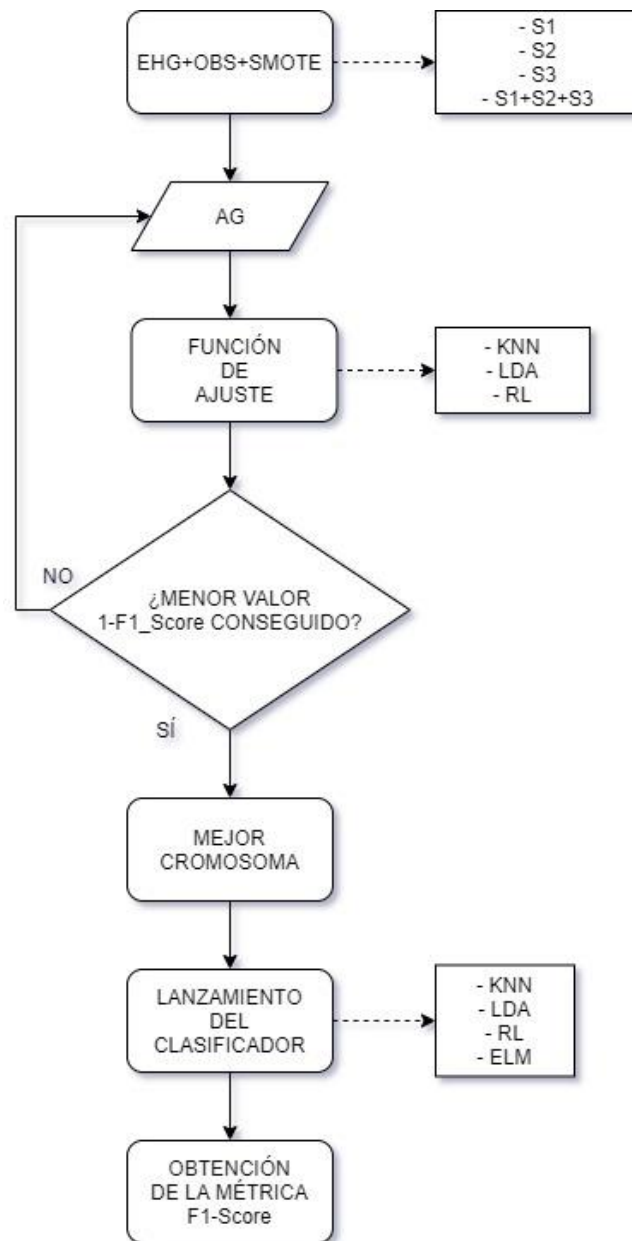 EHG+OBS+SMOTE
- S1
- S2
- S3
- S1+S2+S3
AG
FUNCIÓN
DE
AJUSTE
- KNN
- LDA
- RL
NO
¿MENOR VALOR
1-F1_Score CONSEGUIDO?
SÍ
MEJOR
CROMOSOMA
LANZAMIENTO
DEL
CLASIFICADOR
- KNN
- LDA
- RL
- ELM
OBTENCIÓN
DE LA MÉTRICA
F1-Score